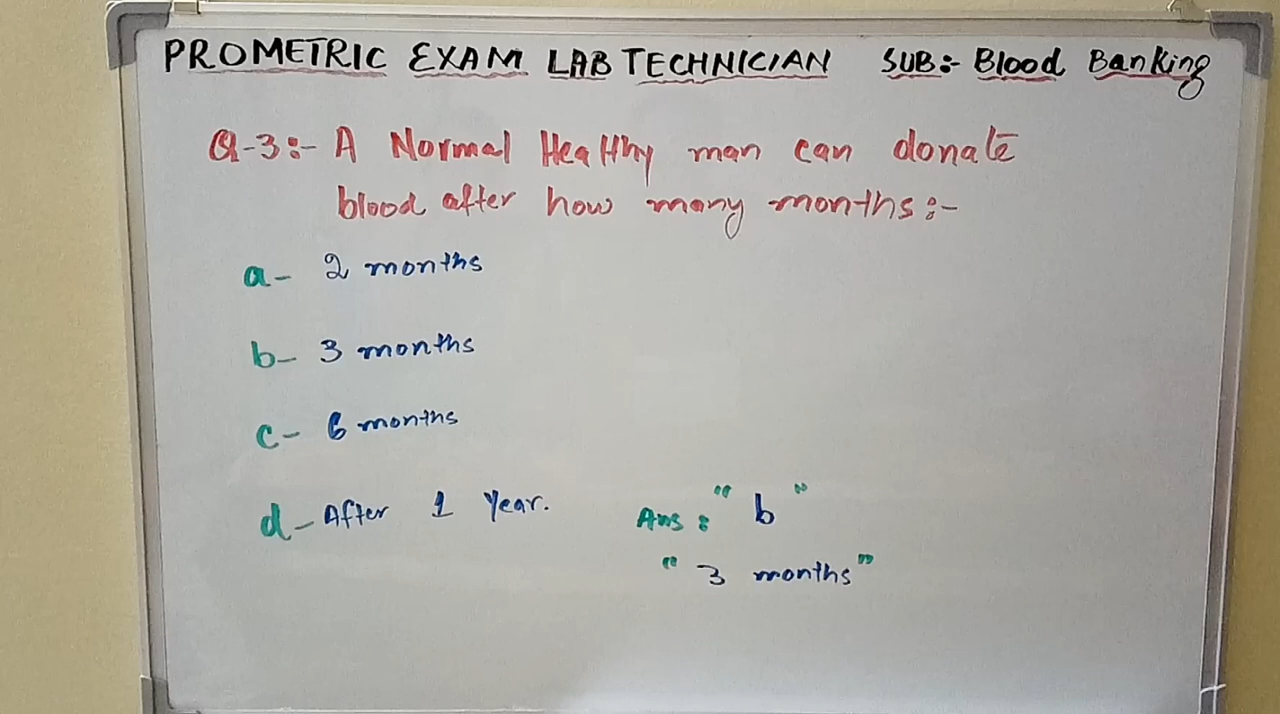 PROMETRIC EXAM LAB TECHNICIAN SUB:- Blood Banking
Q-3:- A Normal Healthy man can donate
blood after how many months:-
a- 2 months
b- 3 months
c- 6 months
d- After 1 Year.
Ans: "b"
"3 months"